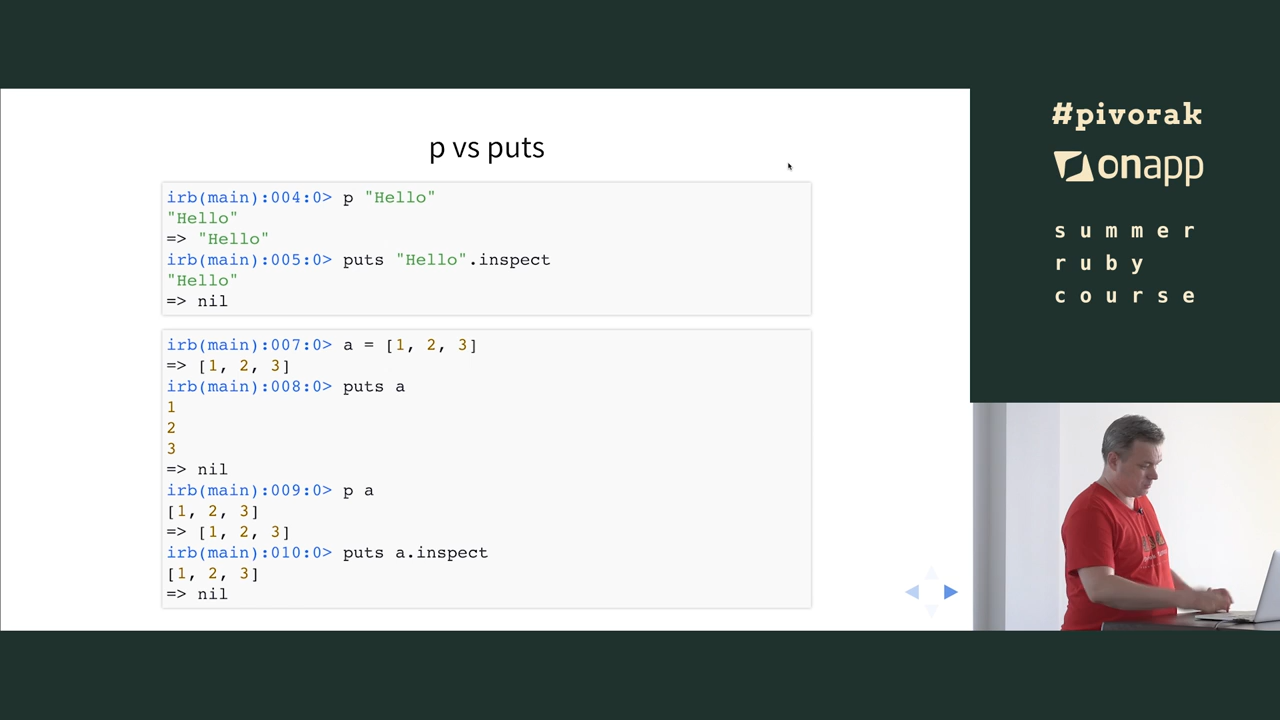 p vs puts
irb(main):004:0> p "Hello"
"Hello"
=> "Hello"
irb(main):005:0> puts "Hello".inspect
"Hello"
=> nil
irb(main):007:0> a = [1, 2, 3]
=> [1, 2, 3]
irb(main):008:0> puts a
1
2
3
=> nil
irb(main):009:0> p a
[1, 2, 3]
=> [1, 2, 3]
irb(main):010:0> puts a.inspect
[1, 2, 3]
=> nil
#pivorak
onapp
summer
ruby
course